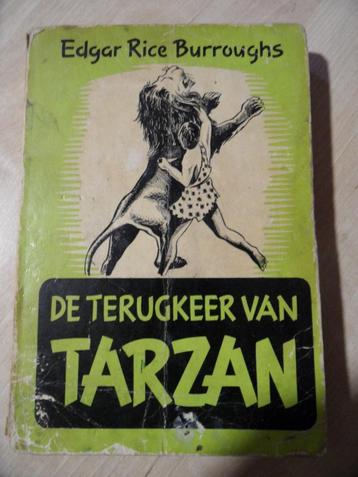 Edgar Rice Burroughs
DE TERUGKEER VAN
TARZAN